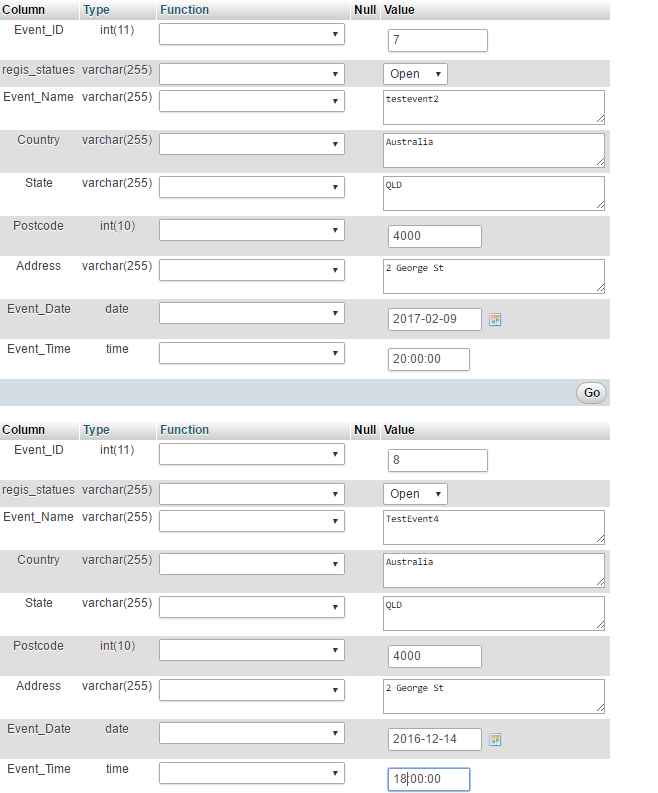 Column Type Function Null Value
Event_ID int(11) 7
regis_statues varchar(255) Open
Event_Name varchar(255) testevent2
Country varchar(255) Australia
State varchar(255) QLD
Postcode int(10) 4000
Address varchar(255) 2 George St
Event_Date date 2017-02-09
Event_Time time 20:00:00
Go
Column Type Function Null Value
Event_ID int(11) 8
regis_statues varchar(255) Open
Event_Name varchar(255) TestEvent4
Country varchar(255) Australia
State varchar(255) QLD
Postcode int(10) 4000
Address varchar(255) 2 George St
Event_Date date 2016-12-14
Event_Time time 18:00:00